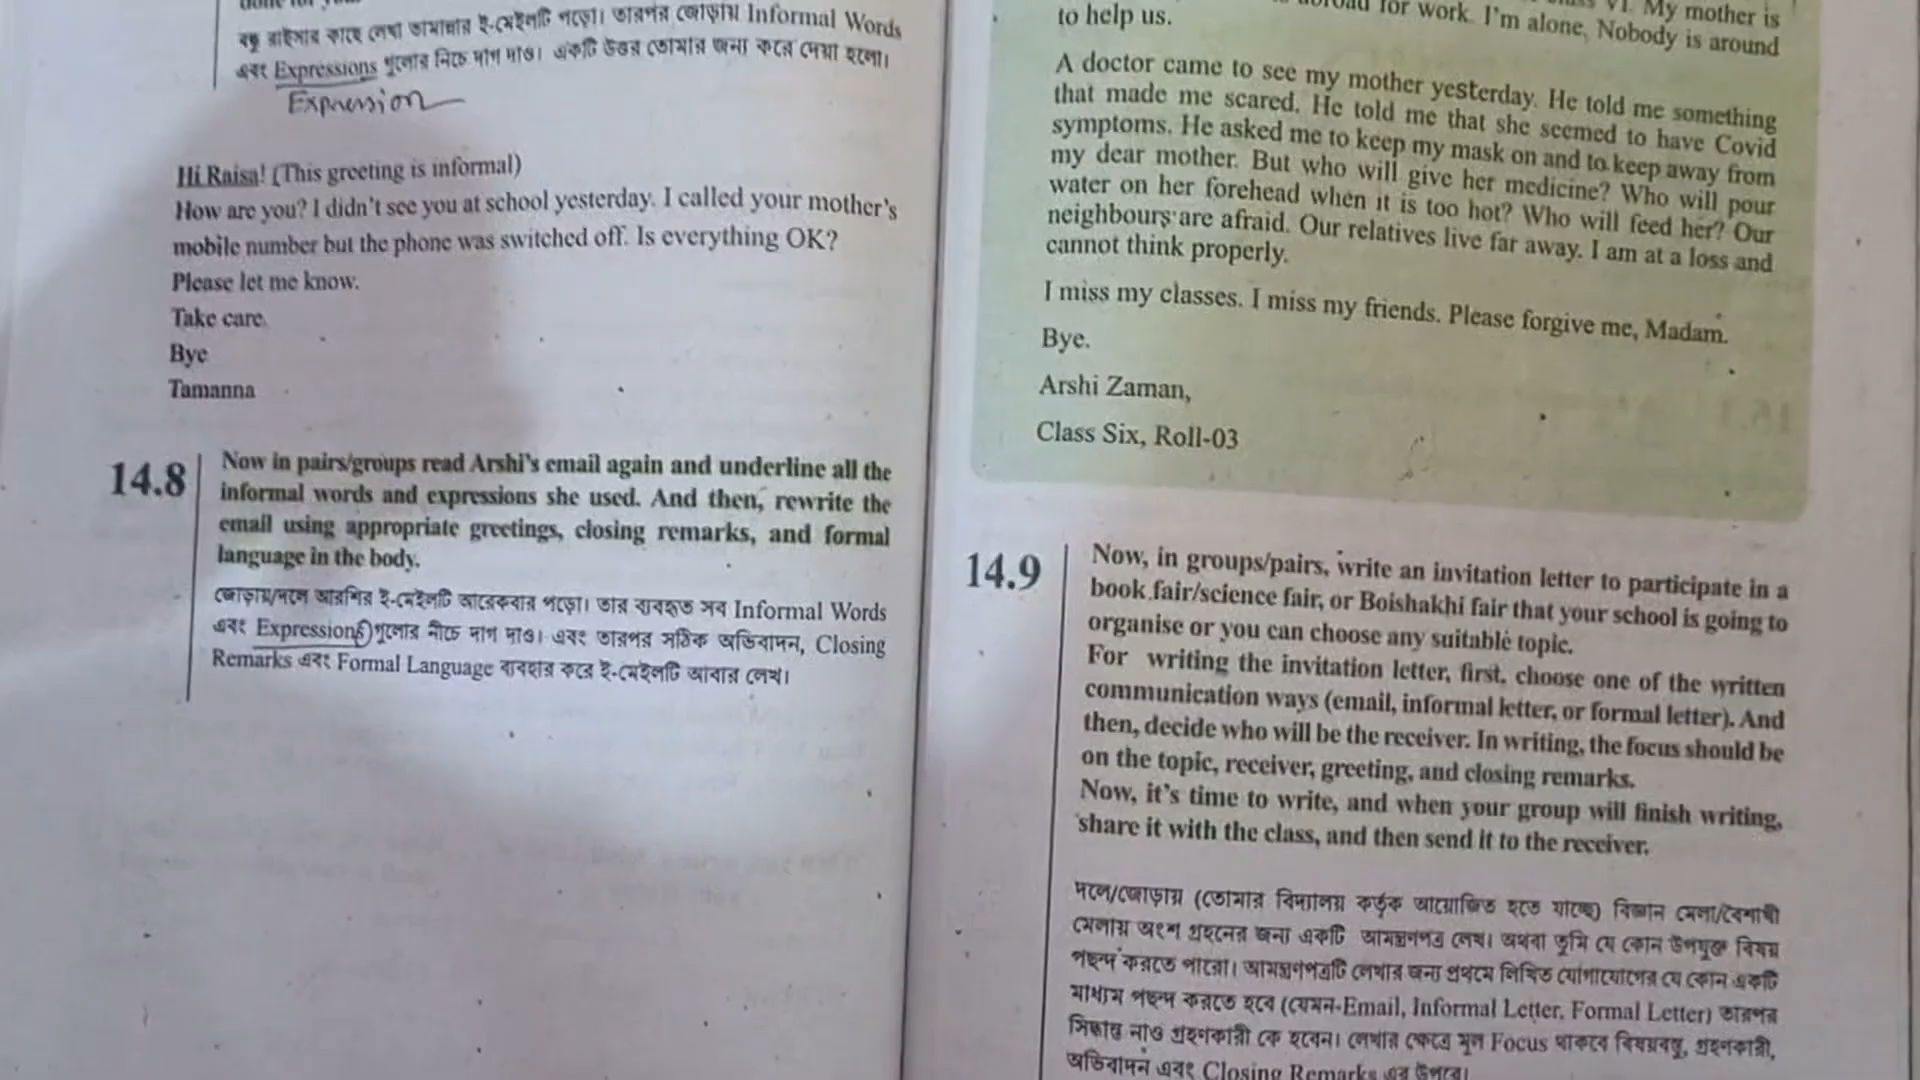 বন্ধু রাইসার কাছে লেখা তামান্নার ই-মেইলটি পড়ো। তারপর জোড়ায় Informal Words
এবং Expressions গুলোর নিচে দাগ দাও। একটি উত্তর তোমার জন্য করে দেয়া হলো।
Expression
Hi Raisa! (This greeting is informal)
How are you? I didn't see you at school yesterday. I called your mother's
mobile number but the phone was switched off. Is everything OK?
Please let me know.
Take care.
Bye
Tamanna
14.8
Now in pairs/groups read Arshi's email again and underline all the
informal words and expressions she used. And then, rewrite the
email using appropriate greetings, closing remarks, and formal
language in the body.
জোড়ায়/দলে আরশির ই-মেইলটি আরেকবার পড়ো। তার ব্যবহৃত সব Informal Words
এবং Expressions গুলোর নীচে দাগ দাও। এবং তারপর সঠিক অভিবাদন, Closing
Remarks এবং Formal Language ব্যবহার করে ই-মেইলটি আবার লেখ।
VI. My mother is
for work. I'm alone, Nobody is around
to help us.
A doctor came to see my mother yesterday. He told me something
that made me scared. He told me that she seemed to have Covid
symptoms. He asked me to keep my mask on and to keep away from
my dear mother. But who will give her medicine? Who will pour
water on her forehead when it is too hot? Who will feed her? Our
neighbours are afraid. Our relatives live far away. I am at a loss and
cannot think properly.
I miss my classes. I miss my friends. Please forgive me, Madam.
Bye.
Arshi Zaman,
Class Six, Roll-03
14.9
Now, in groups/pairs, write an invitation letter to participate in a
book fair/science fair, or Boishakhi fair that your school is going to
organise or you can choose any suitable topic.
For writing the invitation letter, first, choose one of the written
communication ways (email, informal letter, or formal letter). And
then, decide who will be the receiver. In writing, the focus should be
on the topic, receiver, greeting, and closing remarks.
Now, it's time to write, and when your group will finish writing,
share it with the class, and then send it to the receiver.
দলে/জোড়ায় (তোমার বিদ্যালয় কর্তৃক আয়োজিত হতে যাচ্ছে) বিজ্ঞান মেলা/বৈশাখী
মেলায় অংশ গ্রহনের জন্য একটি আমন্ত্রণপত্র লেখ। অথবা তুমি যে কোন উপযুক্ত বিষয়
পছন্দ করতে পারো। আমন্ত্রণপত্রটি লেখার জন্য প্রথমে লিখিত যোগাযোগের যে কোন একটি
মাধ্যম পছন্দ করতে হবে (যেমন-Email, Informal Letter, Formal Letter) তারপর
সিদ্ধান্ত নাও গ্রহণকারী কে হবেন। লেখার ক্ষেত্রে মূল Focus থাকবে বিষয়বস্তু, গ্রহণকারী,
অভিবাদন এবং Closing Remarks এর উপরে।